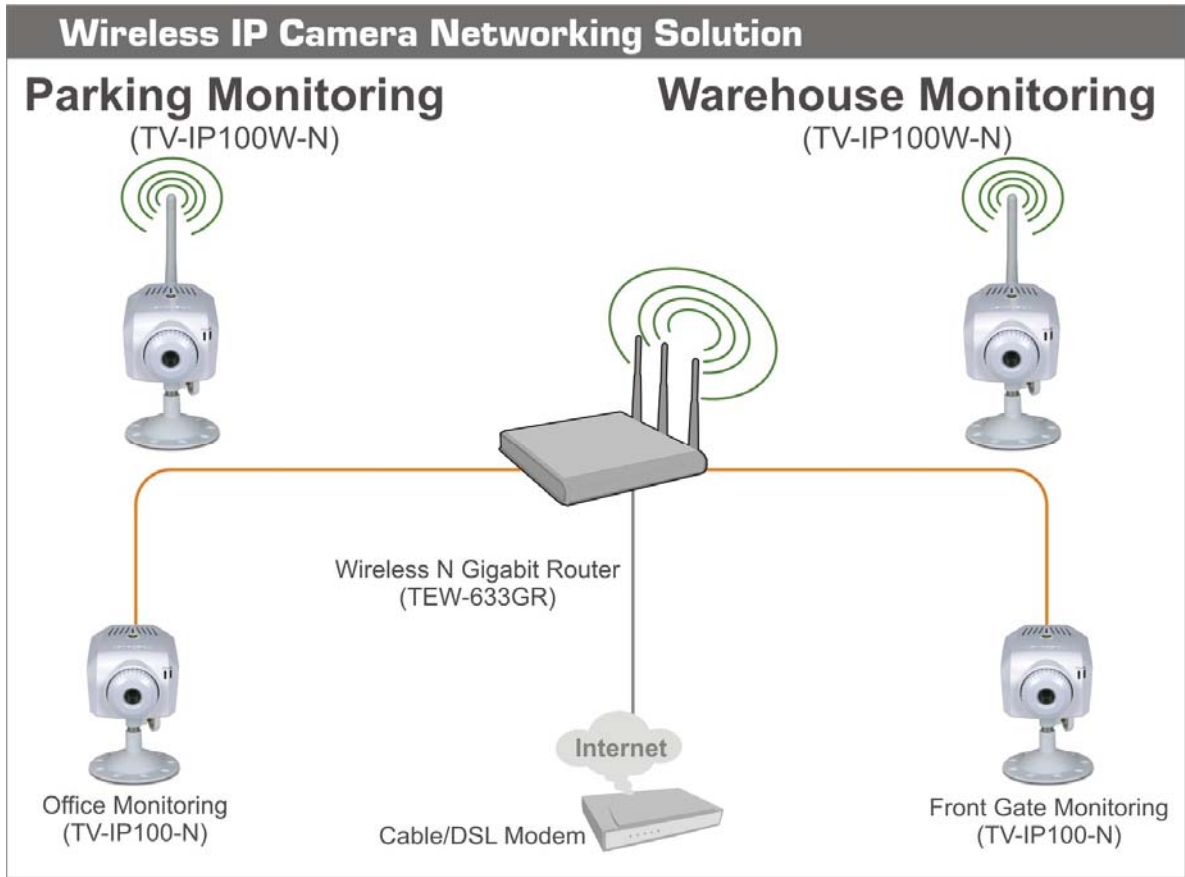 Wireless IP Camera Networking Solution
Parking Monitoring
(TV-IP100W-N)
Warehouse Monitoring
(TV-IP100W-N)
Wireless N Gigabit Router
(TEW-633GR)
Internet
Office Monitoring
(TV-IP100-N)
Cable/DSL Modem
Front Gate Monitoring
(TV-IP100-N)